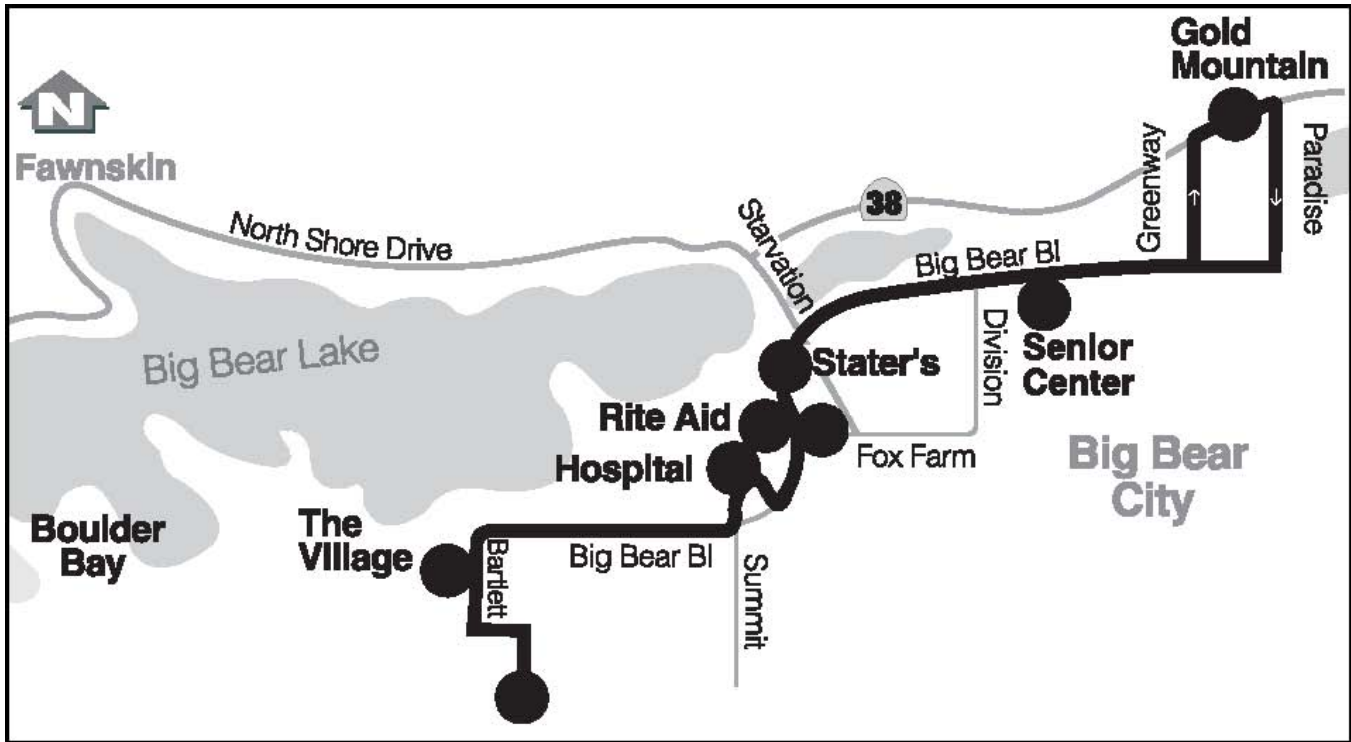 Gold
Mountain
N
Fawnskin
North Shore Drive
Starvation
38
Greenway
Paradise
Big Bear Bl
Big Bear Lake
Stater's
Division
Senior
Center
Rite Aid
Fox Farm
Hospital
Big Bear
City
Boulder
Bay
The
Village
Bartlett
Big Bear Bl
Summit